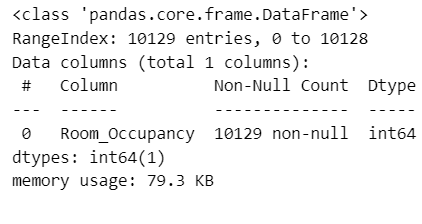 <class 'pandas.core.frame.DataFrame'>
RangeIndex: 10129 entries, 0 to 10128
Data columns (total 1 columns):
 #   Column          Non-Null Count  Dtype
---  ------          --------------  -----
 0   Room_Occupancy  10129 non-null  int64
dtypes: int64(1)
memory usage: 79.3 KB